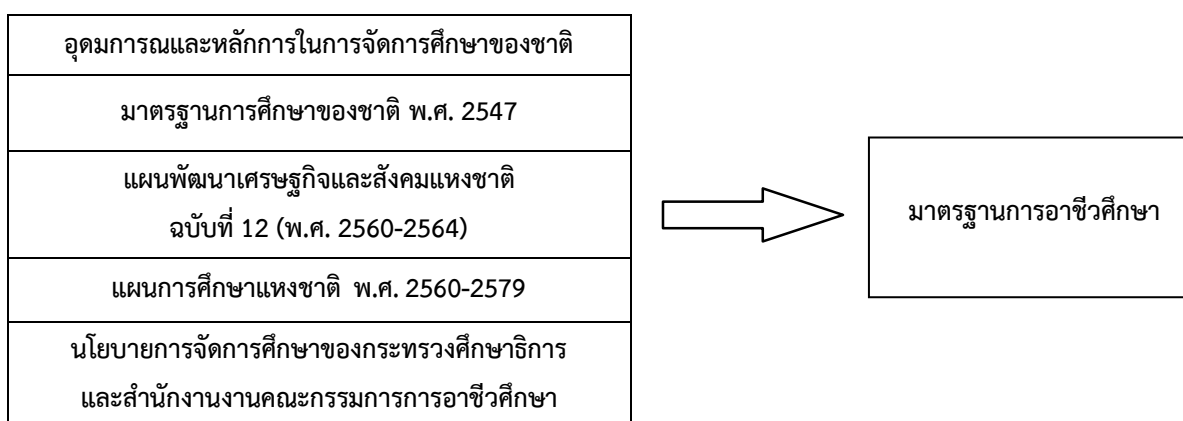 อุดมการณและหลักการในการจัดการศึกษาของชาติ
มาตรฐานการศึกษาของชาติ พ.ศ. 2547
แผนพัฒนาเศรษฐกิจและสังคมแหงชาติ
ฉบับที่ 12 (พ.ศ. 2560-2564)
แผนการศึกษาแหงชาติ พ.ศ. 2560-2579
นโยบายการจัดการศึกษาของกระทรวงศึกษาธิการ
และสํานักงานงานคณะกรรมการการอาชีวศึกษา
มาตรฐานการอาชีวศึกษา